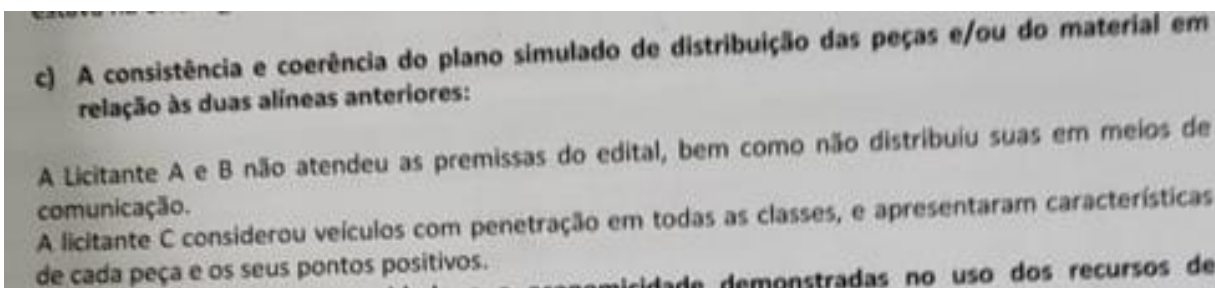 c) A consistência e coerência do plano simulado de distribuição das peças e/ou do material em
relação às duas alíneas anteriores:
A Licitante A e B não atendeu as premissas do edital, bem como não distribuiu suas em meios de
comunicação.
A licitante C considerou veículos com penetração em todas as classes, e apresentaram características
de cada peça e os seus pontos positivos.
demonstradas no uso dos recursos de